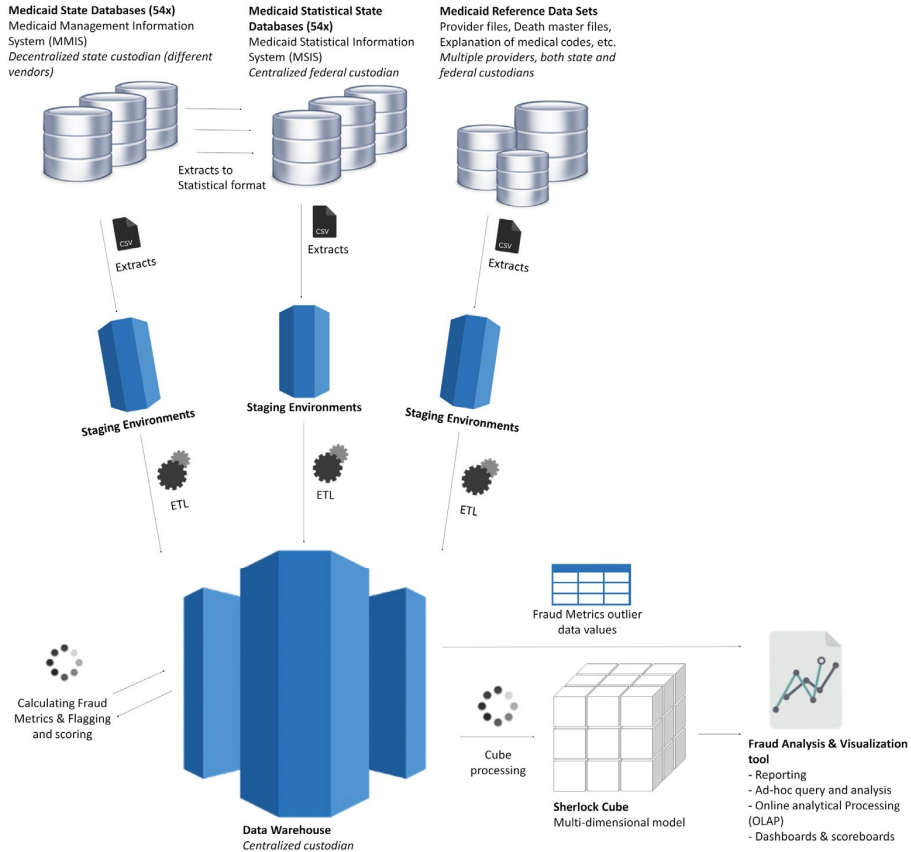 Medicaid State Databases (54x)
Medicaid Management Information
System (MMIS)
Decentralized state custodian (different
vendors)
Medicaid Statistical State
Databases (54x)
Medicaid Statistical Information
System (MSIS)
Centralized federal custodian
Medicaid Reference Data Sets
Provider files, Death master files,
Explanation of medical codes, etc.
Multiple providers, both state and
federal custodians
Extracts to
Statistical format
CSV
Extracts
CSV
Extracts
CSV
Extracts
Staging Environments
Staging Environments
Staging Environments
ETL
ETL
ETL
Fraud Metrics outlier
data values
Calculating Fraud
Metrics & Flagging
and scoring
Cube
processing
Sherlock Cube
Multi-dimensional model
Fraud Analysis & Visualization
tool
- Reporting
- Ad-hoc query and analysis
- Online analytical Processing
(OLAP)
- Dashboards & scoreboards
Data Warehouse
Centralized custodian